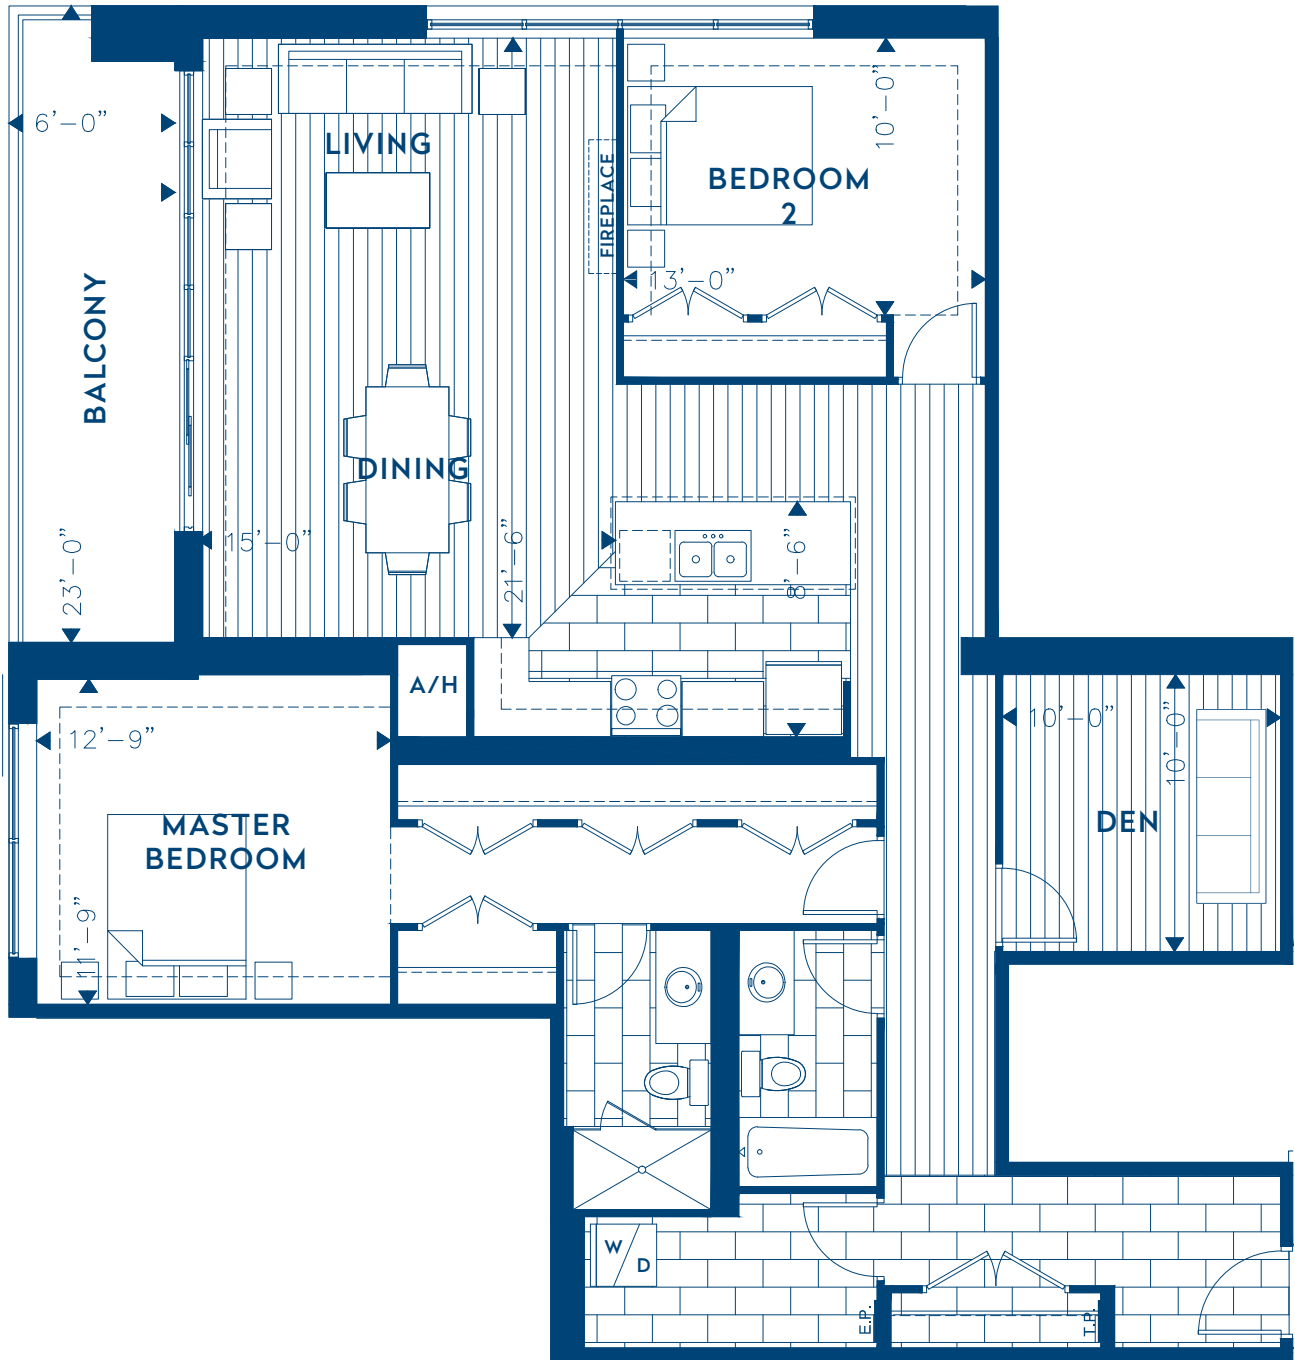 6'-0"
LIVING
10'-0"
BEDROOM
2
FIREPLACE
13'-0"
BALCONY
DINING
15'-0"
21'-6"
8'-6"
23'-0"
A/H
12'-9"
10'-0"
10'-0"
MASTER
BEDROOM
DEN
11'-9"
W
D
E.P.
T.P.